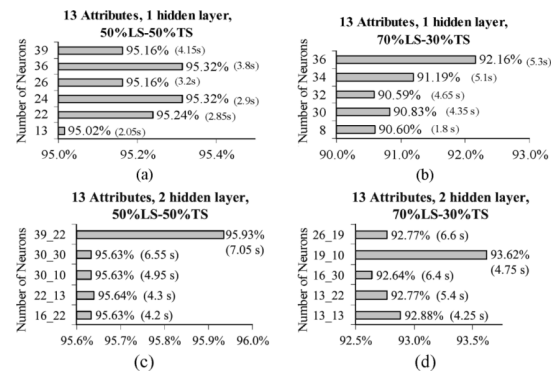 13 Attributes, 1 hidden layer,
50%LS-50%TS
Number of Neurons
39 95.16% (4.15s)
36 95.32% (3.8s)
26 95.16% (3.2s)
24 95.32% (2.9s)
22 95.24% (2.85s)
13 95.02% (2.05s)
95.0% 95.2% 95.4%
(a)
13 Attributes, 1 hidden layer,
70%LS-30%TS
Number of Neurons
36 92.16% (5.3s)
34 91.19% (5.1s)
32 90.59% (4.65 s)
30 90.83% (4.35 s)
8 90.60% (1.8 s)
90.0% 91.0% 92.0% 93.0%
(b)
13 Attributes, 2 hidden layer,
50%LS-50%TS
Number of Neurons
39_22 95.93%
(7.05 s)
30_30 95.63% (6.55 s)
30_10 95.63% (4.95 s)
22_13 95.64% (4.3 s)
16_22 95.63% (4.2 s)
95.6% 95.7% 95.8% 95.9% 96.0%
(c)
13 Attributes, 2 hidden layer,
70%LS-30%TS
Number of Neurons
26_19 92.77% (6.6 s)
19_10 93.62%
(4.75 s)
16_30 92.64% (6.4 s)
13_22 92.77% (5.4 s)
13_13 92.88% (4.25 s)
92.5% 93.0% 93.5%
(d)